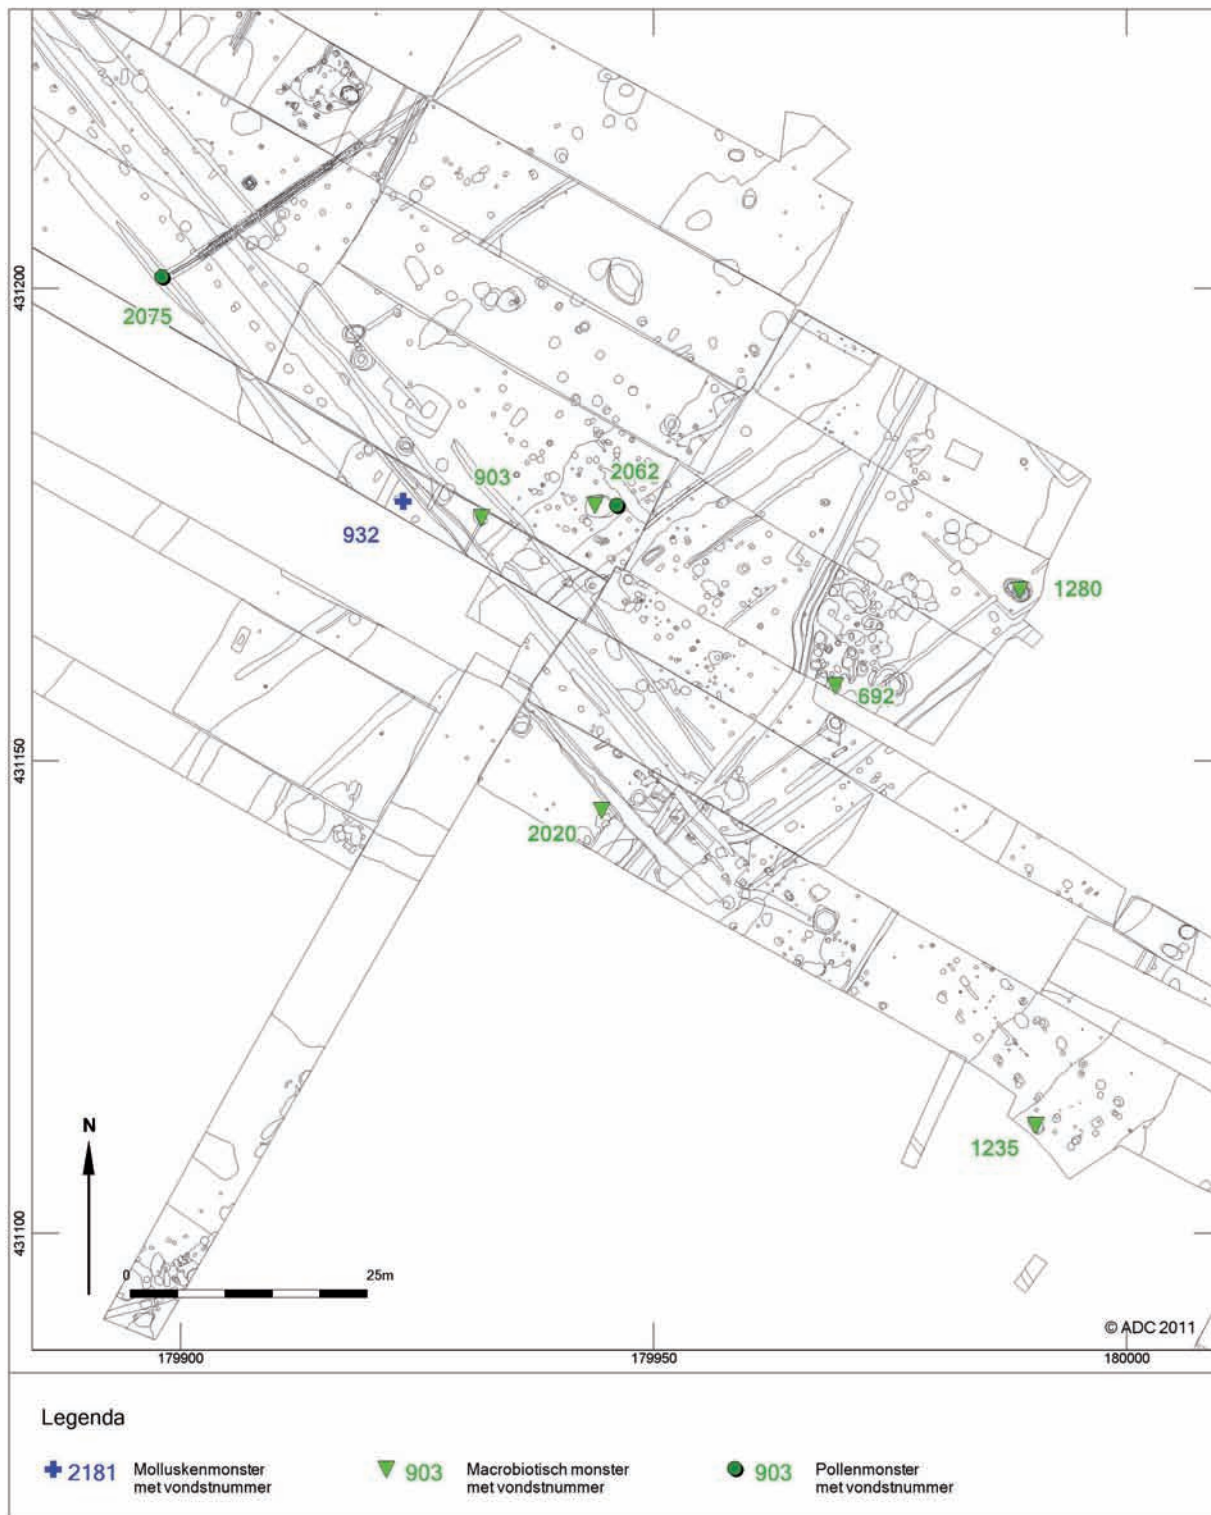 431200
2075
903
2062
932
1280
692
431150
2020
1235
431100
N
0 25m
© ADC 2011
179900 179950 180000
Legenda
2181 Molluskenmonster
met vondstnummer
903 Macrobiotisch monster
met vondstnummer
903 Pollenmonster
met vondstnummer